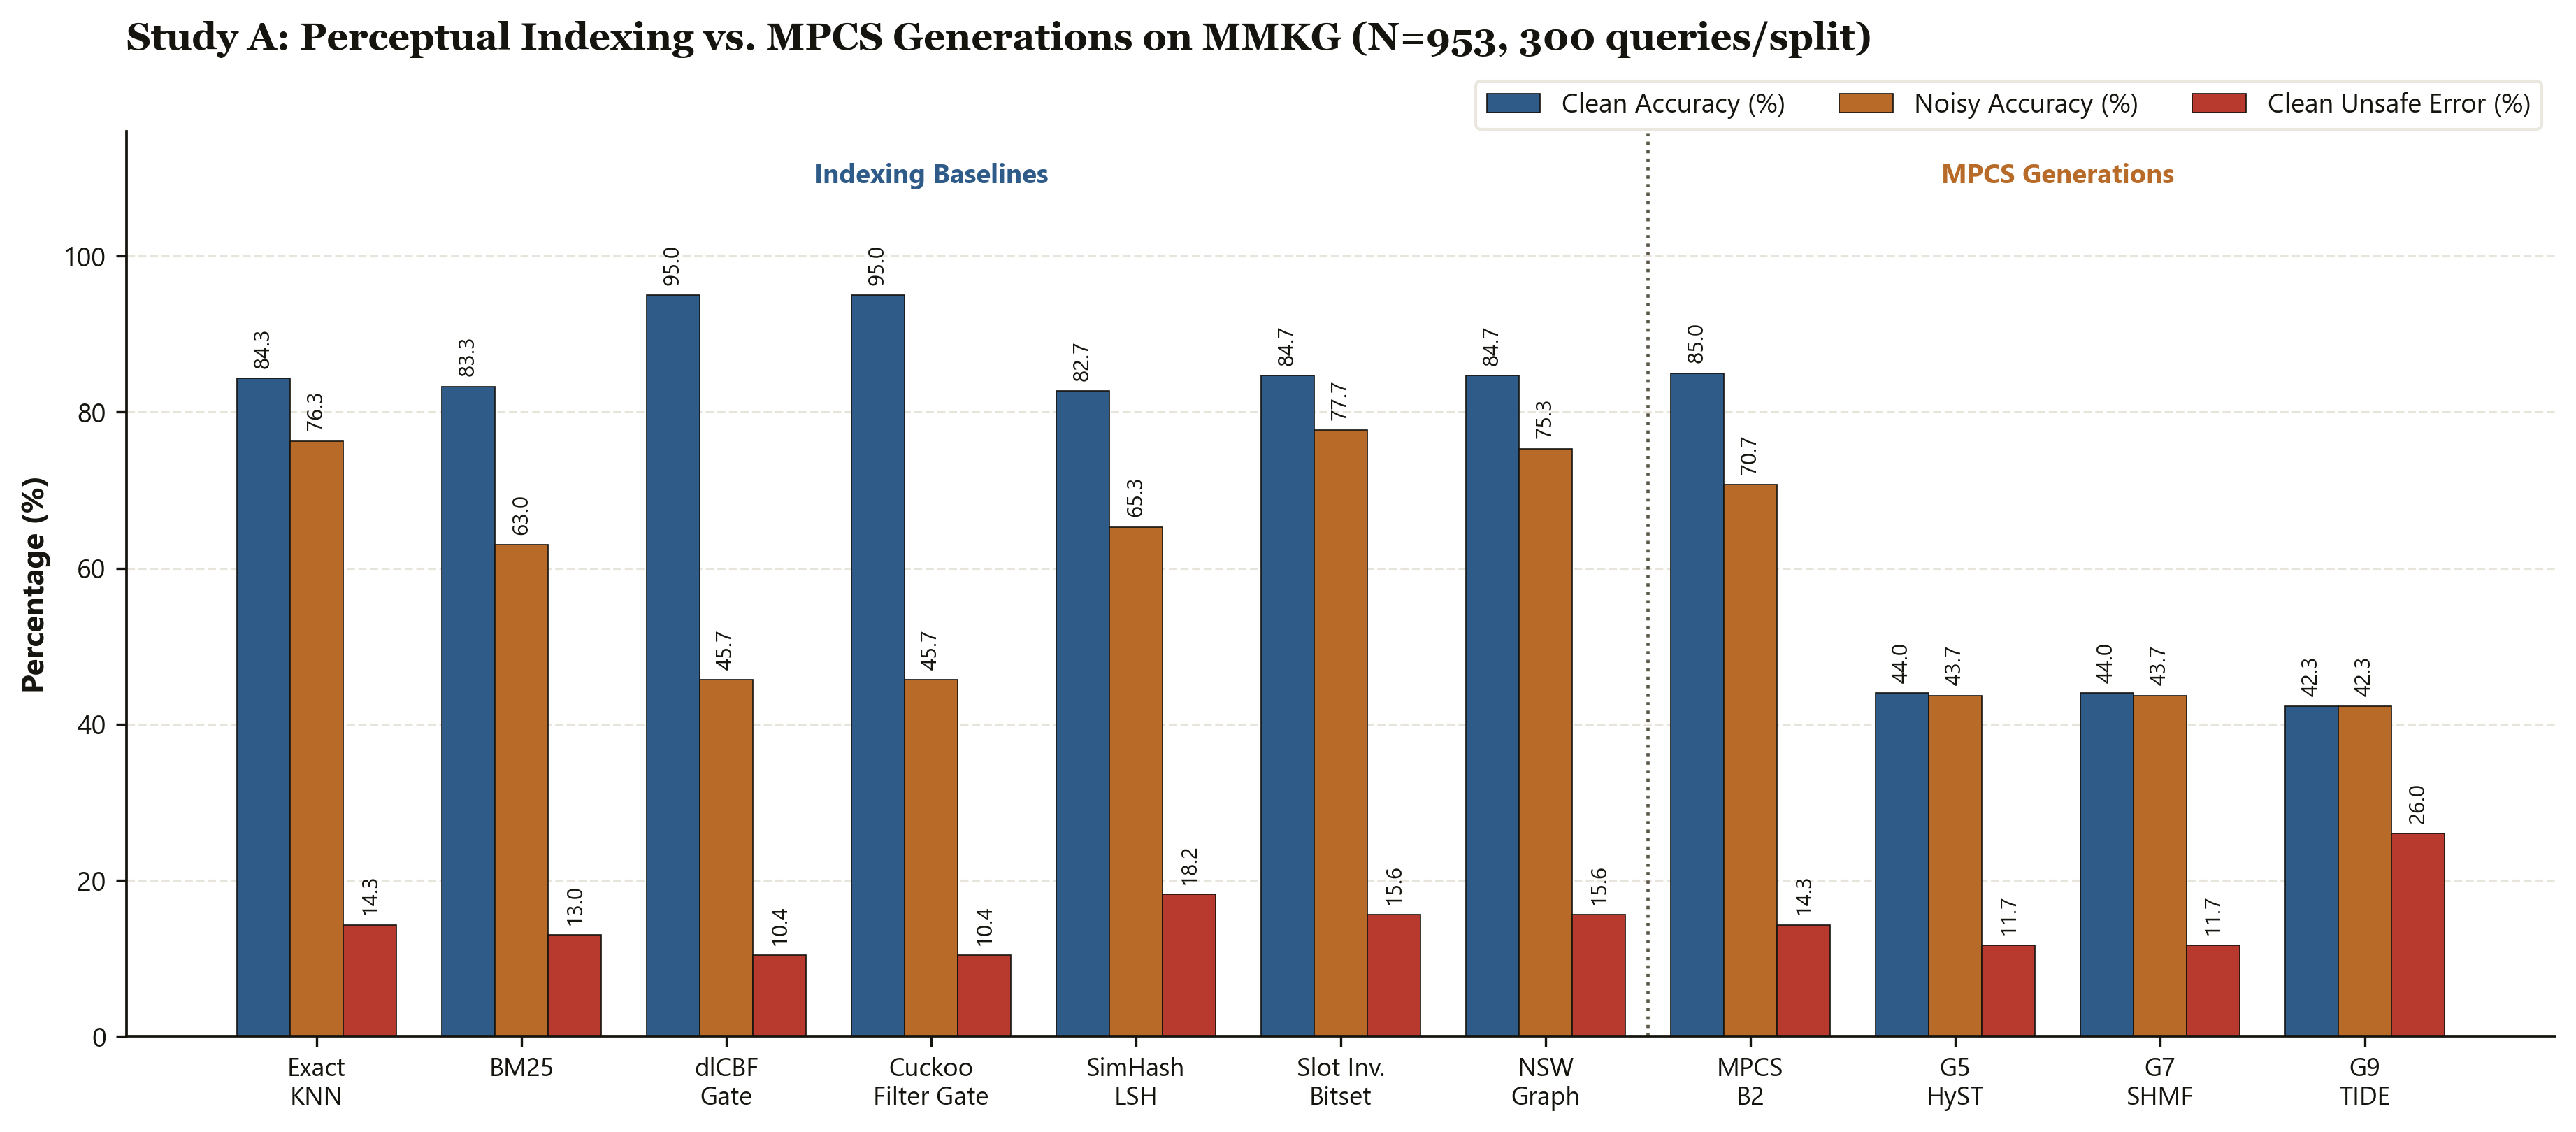 Study A: Perceptual Indexing vs. MPCS Generations on MMKG (N=953, 300 queries/split)
Clean Accuracy (%)
Noisy Accuracy (%)
Clean Unsafe Error (%)
Indexing Baselines
MPCS Generations
Percentage (%)
100
80
60
40
20
0
84.3
76.3
14.3
83.3
63.0
13.0
95.0
45.7
10.4
95.0
45.7
10.4
82.7
65.3
18.2
84.7
77.7
15.6
84.7
75.3
15.6
85.0
70.7
14.3
44.0
43.7
11.7
44.0
43.7
11.7
42.3
42.3
26.0
Exact
KNN
BM25
dlCBF
Gate
Cuckoo
Filter Gate
SimHash
LSH
Slot Inv.
Bitset
NSW
Graph
MPCS
B2
G5
HyST
G7
SHMF
G9
TIDE